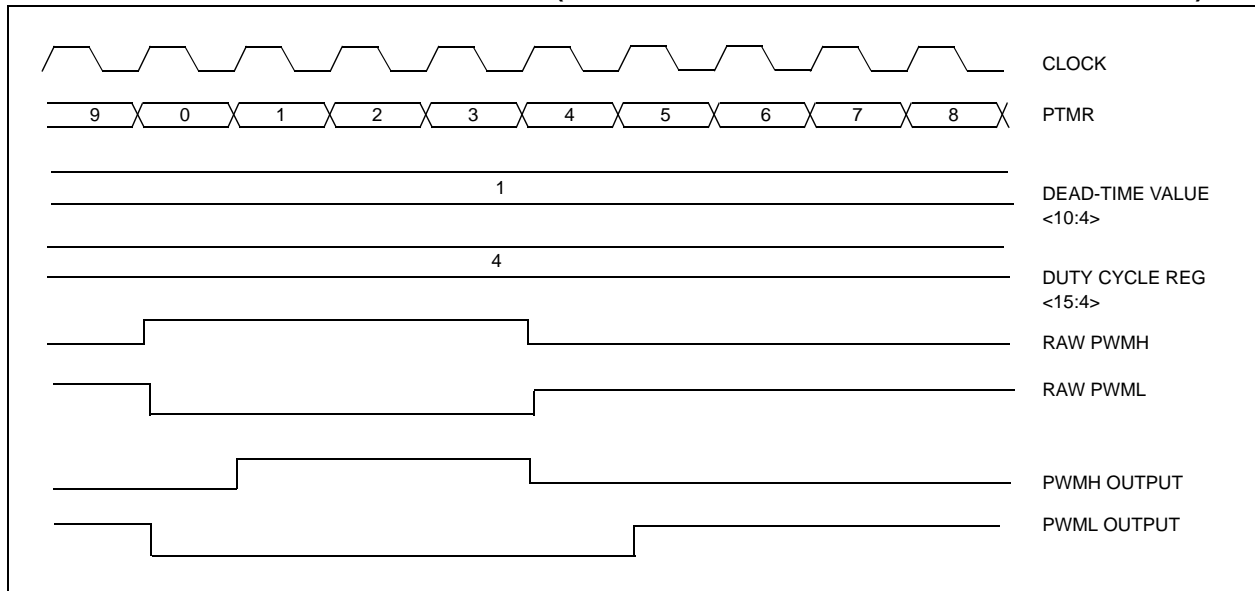 CLOCK
9 0 1 2 3 4 5 6 7 8 PTMR
1
DEAD-TIME VALUE
<10:4>
4
DUTY CYCLE REG
<15:4>
RAW PWMH
RAW PWML
PWMH OUTPUT
PWML OUTPUT